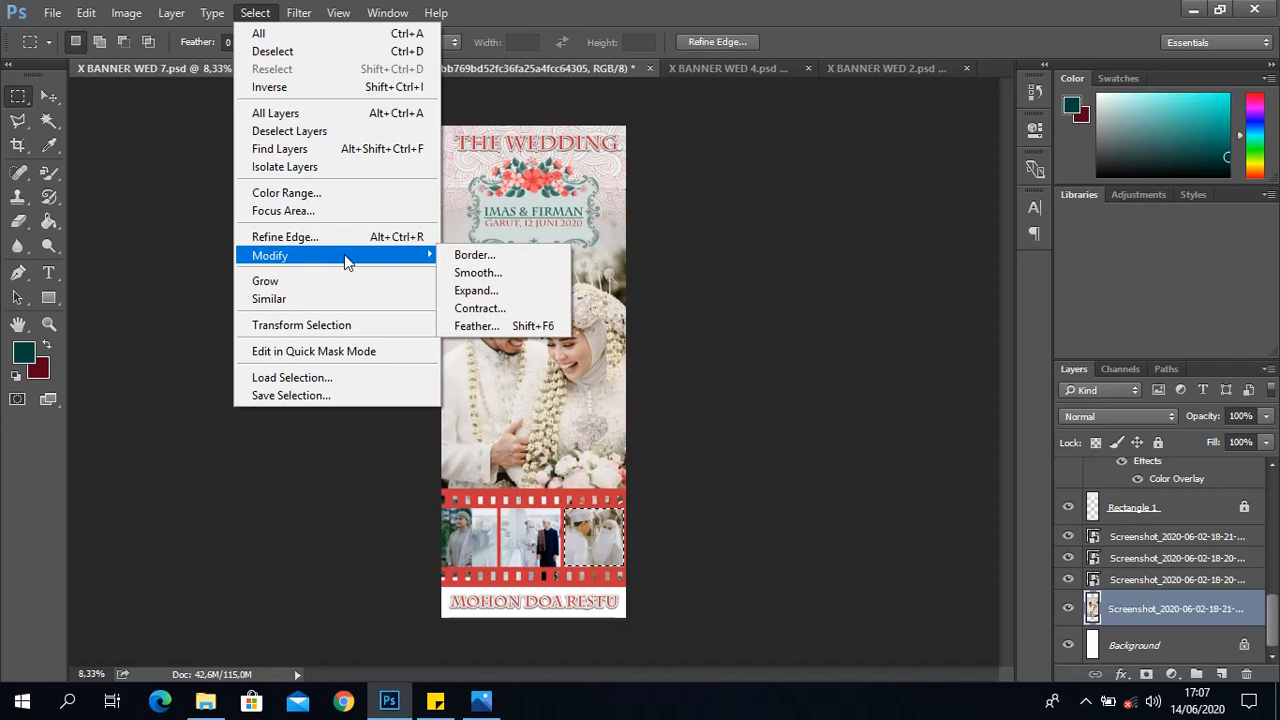 Ps File Edit Image Layer Type Select Filter View Window Help
Feather: 0 Width: Height: Refine Edge... Essentials
X BANNER WED 7.psd @ 8,33% bb769bd52fc36fa25a4fcc64305, RGB/8) * X BANNER WED 4.psd ... X BANNER WED 2.psd ...
All Ctrl+A
Deselect Ctrl+D
Reselect Shift+Ctrl+D
Inverse Shift+Ctrl+I
All Layers Alt+Ctrl+A
Deselect Layers
Find Layers Alt+Shift+Ctrl+F
Isolate Layers
Color Range...
Focus Area...
Refine Edge... Alt+Ctrl+R
Modify
Grow
Similar
Transform Selection
Edit in Quick Mask Mode
Load Selection...
Save Selection...
Border...
Smooth...
Expand...
Contract...
Feather... Shift+F6
THE WEDDING
IMAS & FIRMAN
GARUT, 12 JUNI 2020
MOHON DOA RESTU
Color Swatches
Libraries Adjustments Styles
Layers Channels Paths
Kind
Normal Opacity: 100%
Lock: Fill: 100%
Effects
Color Overlay
Rectangle 1
Screenshot_2020-06-02-18-21-...
Screenshot_2020-06-02-18-20-...
Screenshot_2020-06-02-18-20-...
Screenshot_2020-06-02-18-21-...
Background
8,33% Doc: 42,6M/115,0M
17:07
14/06/2020